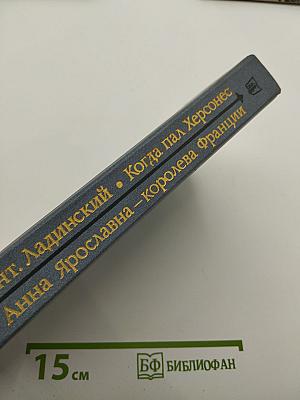 нт. Ладинский • Когда пал Херсонес
Анна Ярославна – королева Франции
15 см
БФ БИБЛИОФАН